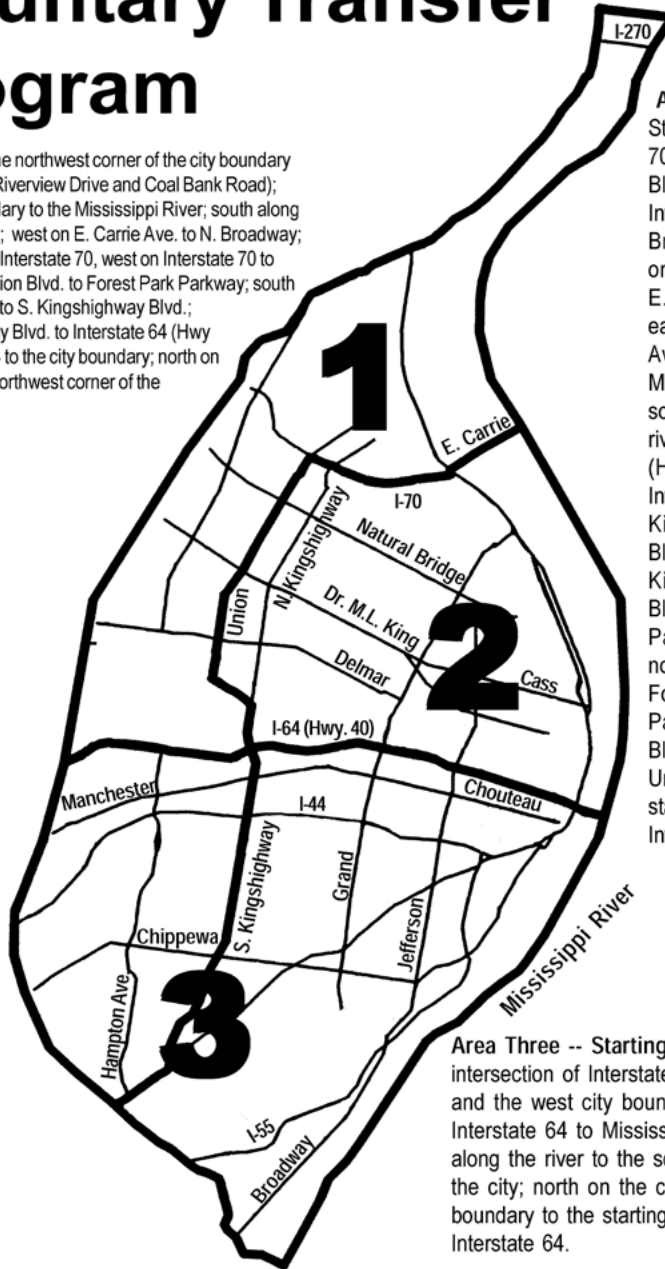 untary Transfer
ogram
ne northwest corner of the city boundary
Riverview Drive and Coal Bank Road);
dary to the Mississippi River; south along
; west on E. Carrie Ave. to N. Broadway;
Interstate 70, west on Interstate 70 to
ion Blvd. to Forest Park Parkway; south
to S. Kingshighway Blvd.;
y Blvd. to Interstate 64 (Hwy
to the city boundary; north on
orthwest corner of the
I-270
1
E. Carrie
I-70
N. Kingshighway
Natural Bridge
Union
Dr. M.L. King
2
Delmar
Cass
I-64 (Hwy. 40)
Manchester
Chouteau
I-44
S. Kingshighway
Grand
Jefferson
Chippewa
Hampton Ave.
3
Mississippi River
I-55
Broadway
A
St
70
Bl
In
Br
E.
ea
Av
M
riv
(H
In
Ki
Bl
Ki
Bl
Pa
no
Fo
Pa
Bl
sta
In
Area Three -- Starting
intersection of Interstate
and the west city boun
Interstate 64 to Mississ
along the river to the so
the city; north on the c
boundary to the starting
Interstate 64.